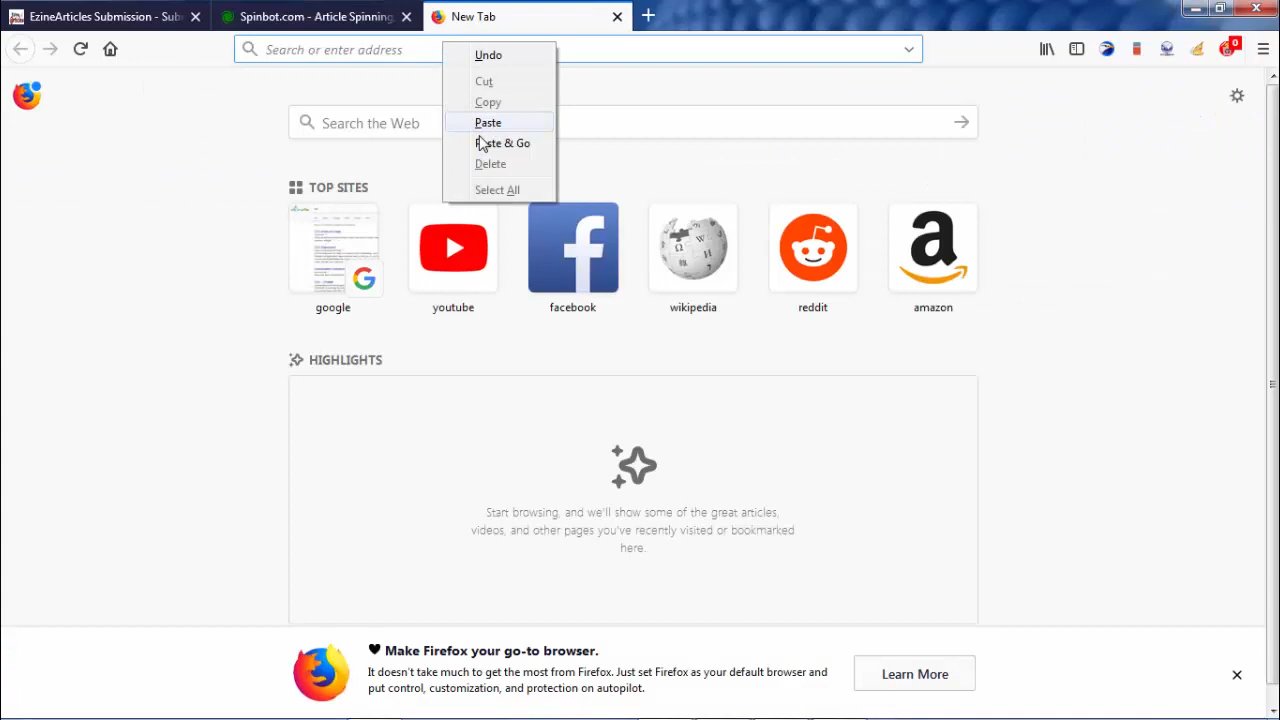 EzineArticles Submission - Sub
Spinbot.com - Article Spinning,
New Tab
Search or enter address
0
Undo
Cut
Copy
Paste
Paste & Go
Delete
Select All
Search the Web
TOP SITES
google
youtube
facebook
wikipedia
reddit
amazon
HIGHLIGHTS
Start browsing, and we'll show some of the great articles,
videos, and other pages you've recently visited or bookmarked
here.
Make Firefox your go-to browser.
It doesn't take much to get the most from Firefox. Just set Firefox as your default browser and
put control, customization, and protection on autopilot.
Learn More